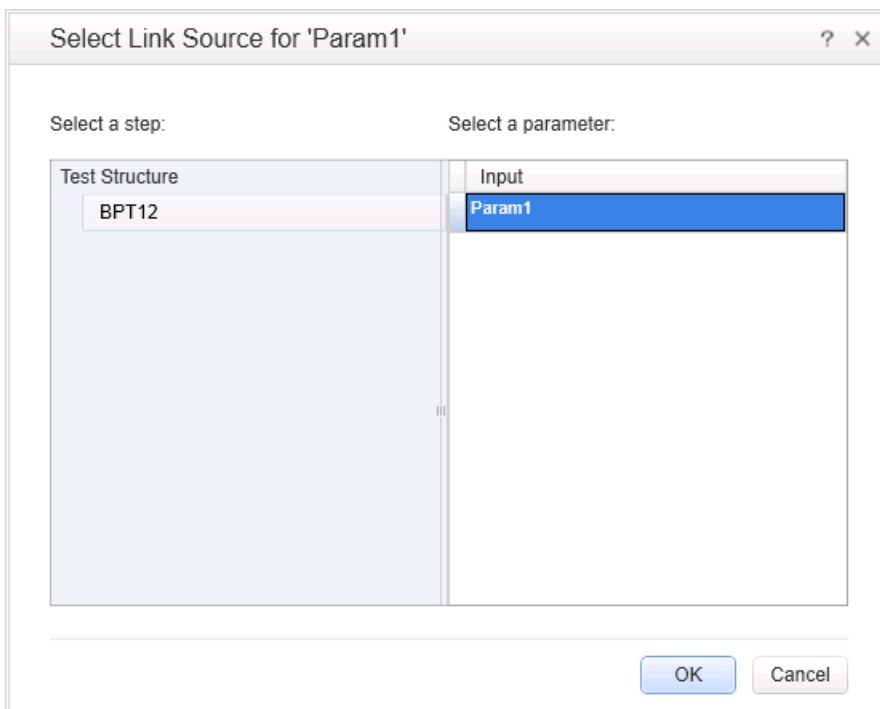 Select Link Source for 'Param1'
? ×
Select a step:
Select a parameter:
Test Structure
Input
BPT12
Param1
OK
Cancel